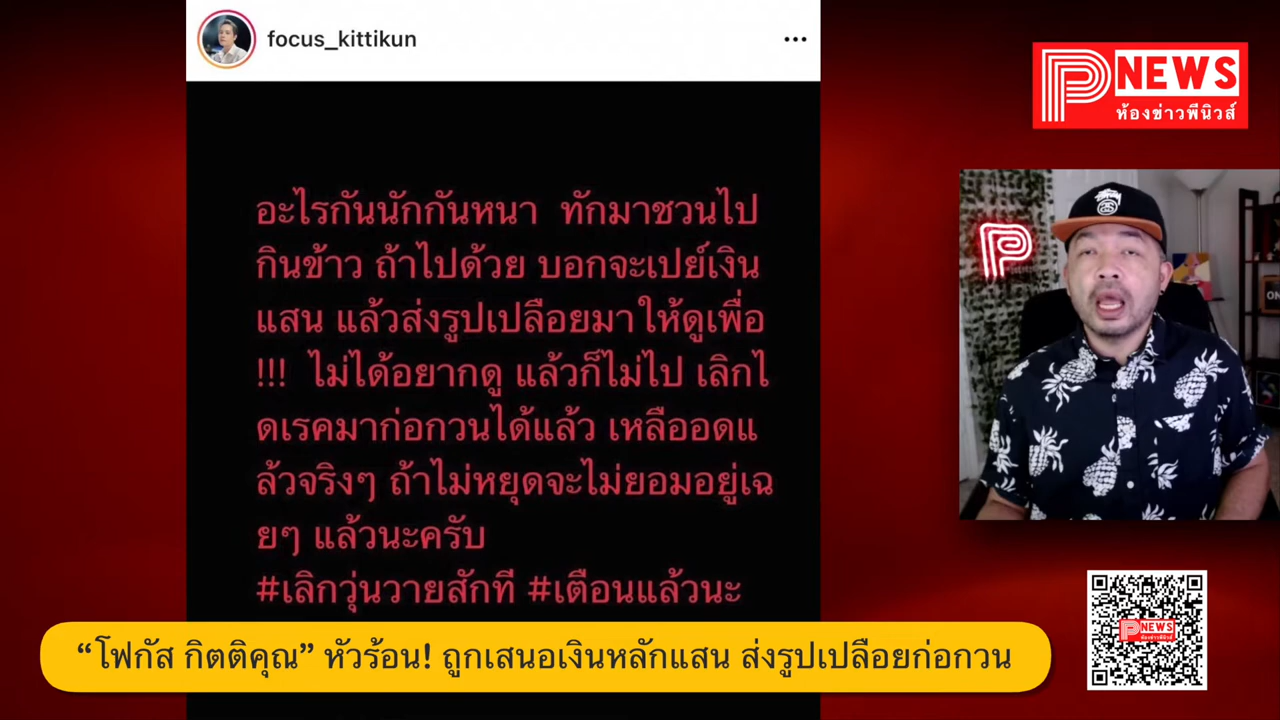 focus_kittikun
NEWS
ห้องข่าวพีนิวส์
อะไรกันนักกันหนา ทักมาชวนไป
กินข้าว ถ้าไปด้วย บอกจะเปย์เงิน
แสน แล้วส่งรูปเปลือยมาให้ดูเพื่อ
!!! ไม่ได้อยากดู แล้วก็ไม่ไป เลิกไ
ดเรคมาก่อกวนได้แล้ว เหลืออดแ
ล้วจริงๆ ถ้าไม่หยุดจะไม่ยอมอยู่เฉ
ยๆ แล้วนะครับ
#เลิกวุ่นวายสักที #เตือนแล้วนะ
“โฟกัส กิตติคุณ” หัวร้อน! ถูกเสนอเงินหลักแสน ส่งรูปเปลือยก่อกวน
NEWS
ห้องข่าวพีนิวส์